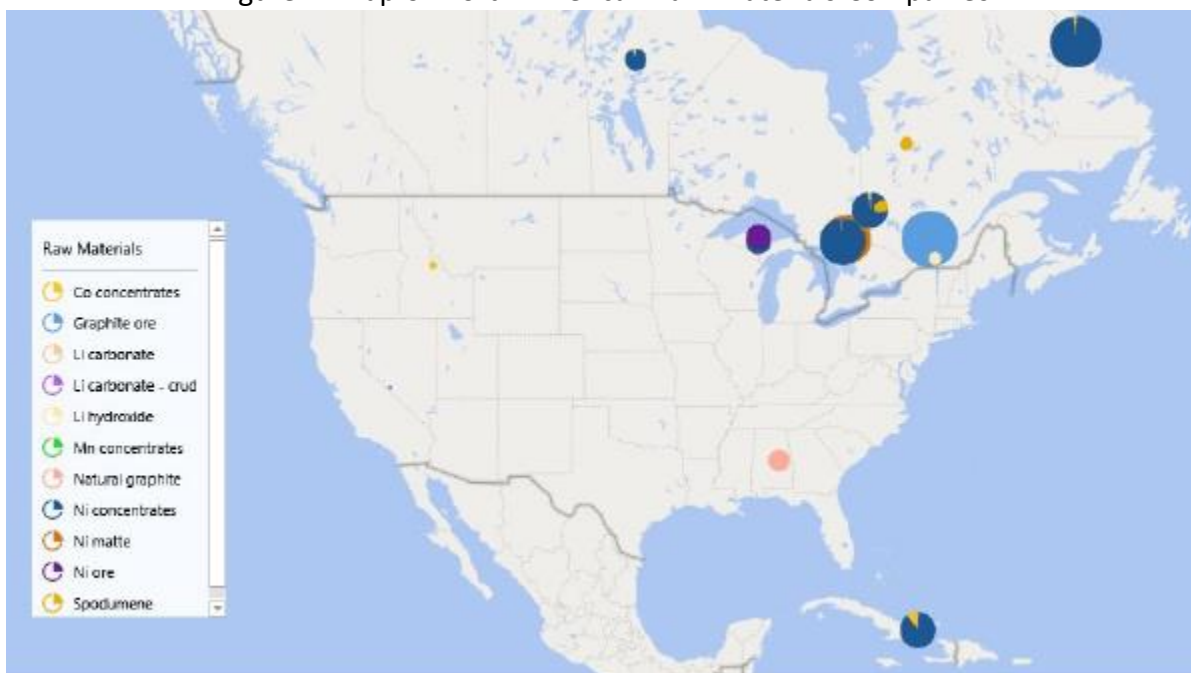 Raw Materials
Co concentrates
Graphite ore
Li carbonate
Li carbonate - crud
Li hydroxide
Mn concentrates
Natural graphite
Ni concentrates
Ni matte
Ni ore
Spodumene